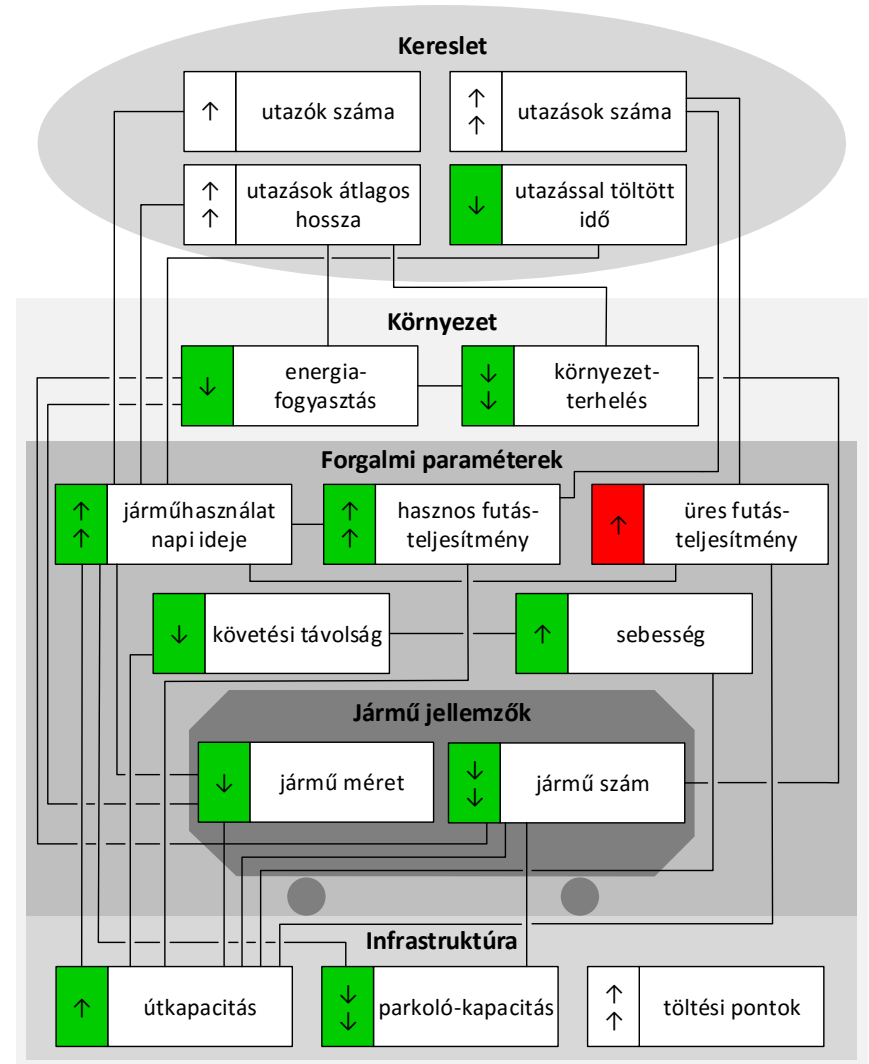 Kereslet
↑ utazók száma
↑↑ utazások száma
↑↑ utazások átlagos
hossza
↓ utazással töltött
idő
Környezet
↓ energia-
fogyasztás
↓↓ környezet-
terhelés
Forgalmi paraméterek
↑↑ járműhasználat
napi ideje
↑↑ hasznos futás-
teljesítmény
↑ üres futás-
teljesítmény
↓ követési távolság
↑ sebesség
Jármű jellemzők
↓ jármű méret
↓↓ jármű szám
Infrastruktúra
↑ útkapacitás
↓↓ parkoló-kapacitás
↑↑ töltési pontok